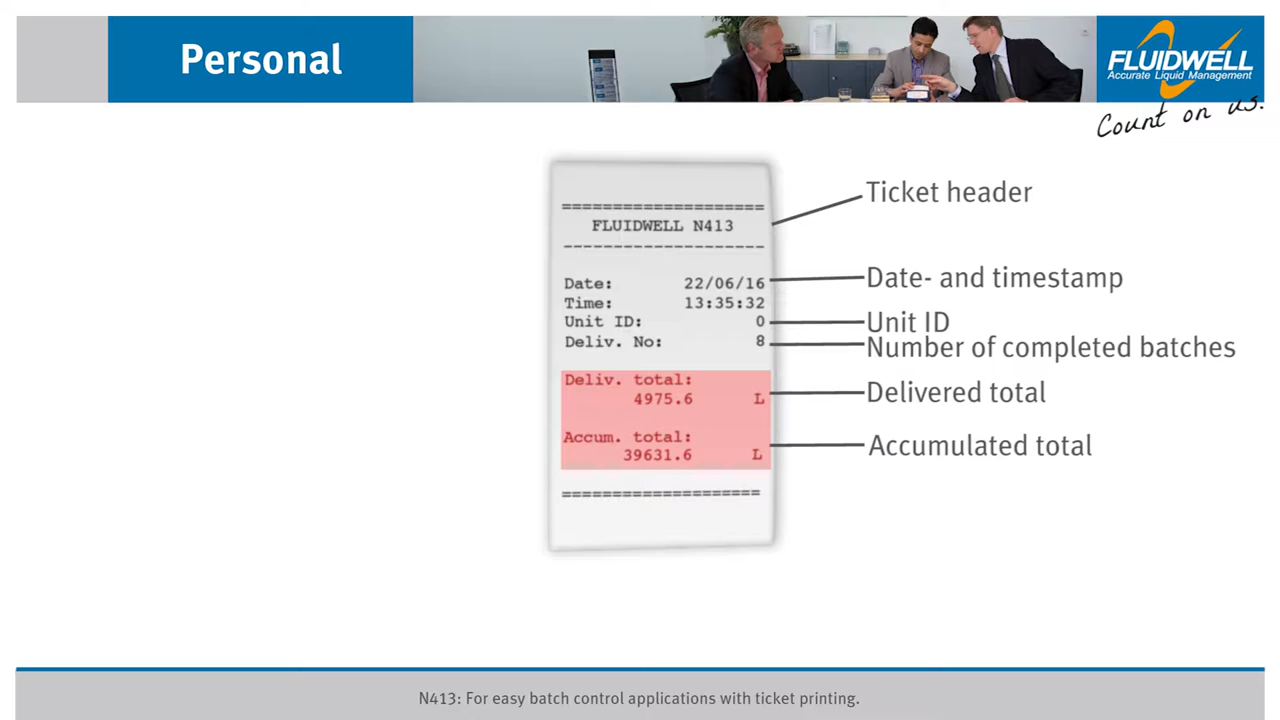 Personal
FLUIDWELL
Accurate Liquid Management
Count on us.
====================
FLUIDWELL N413
--------------------
Date: 22/06/16
Time: 13:35:32
Unit ID: 0
Deliv. No: 8
Deliv. total:
4975.6 L
Accum. total:
39631.6 L
====================
Ticket header
Date- and timestamp
Unit ID
Number of completed batches
Delivered total
Accumulated total
N413: For easy batch control applications with ticket printing.